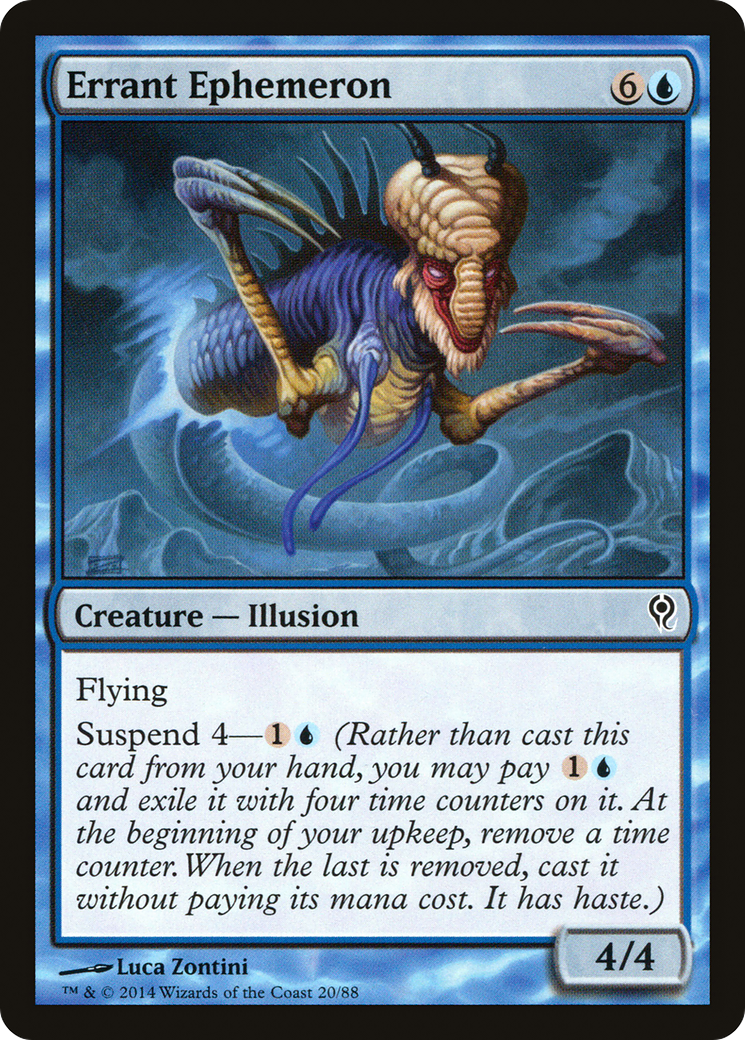 Errant Ephemeron 6
Creature — Illusion
Flying
Suspend 4—1 (Rather than cast this
card from your hand, you may pay 1
and exile it with four time counters on it. At
the beginning of your upkeep, remove a time
counter. When the last is removed, cast it
without paying its mana cost. It has haste.)
4/4
Luca Zontini
™ & © 2014 Wizards of the Coast 20/88